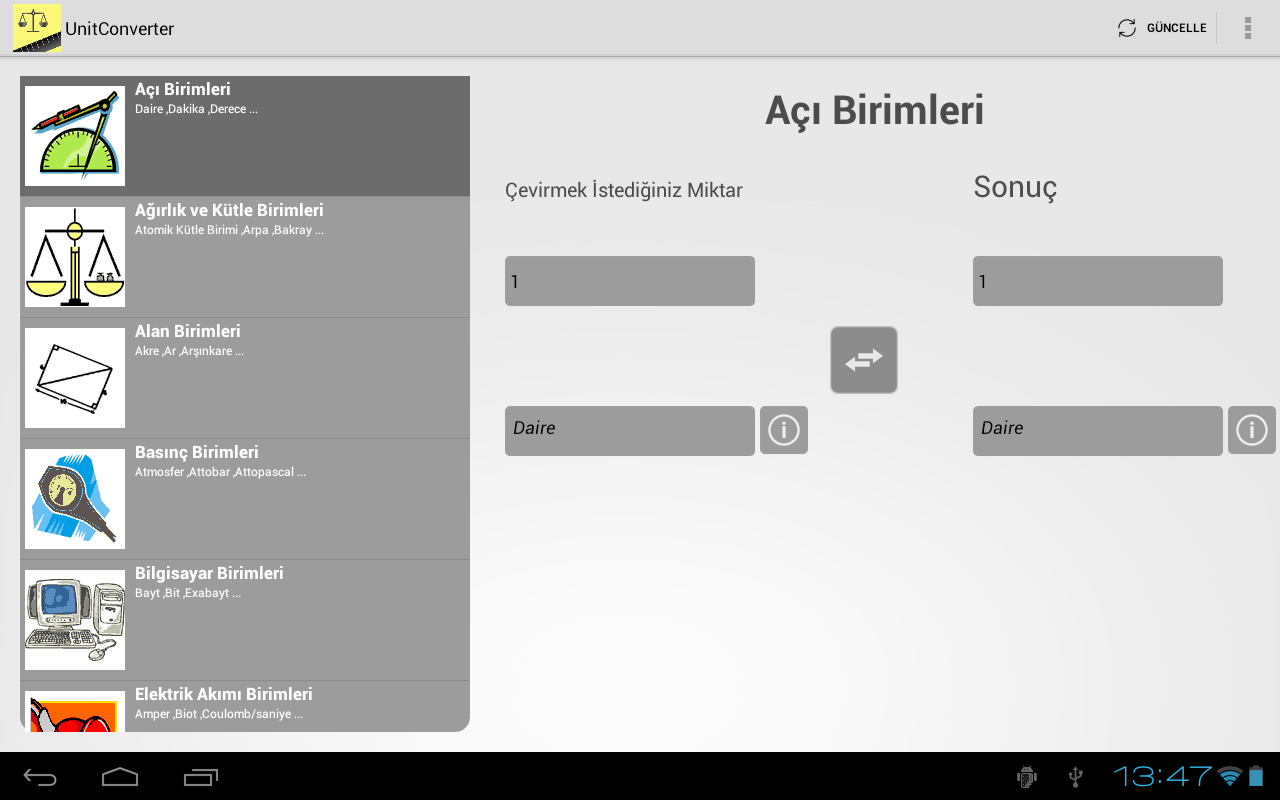 UnitConverter
GÜNCELLE
Açı Birimleri
Daire ,Dakika ,Derece ...
Ağırlık ve Kütle Birimleri
Atomik Kütle Birimi ,Arpa ,Bakray ...
Alan Birimleri
Akre ,Ar ,Arşınkare ...
Basınç Birimleri
Atmosfer ,Attobar ,Attopascal ...
Bilgisayar Birimleri
Bayt ,Bit ,Exabayt ...
Elektrik Akımı Birimleri
Amper ,Biot ,Coulomb/saniye ...
Açı Birimleri
Çevirmek İstediğiniz Miktar
Sonuç
1
1
Daire
Daire
13:47